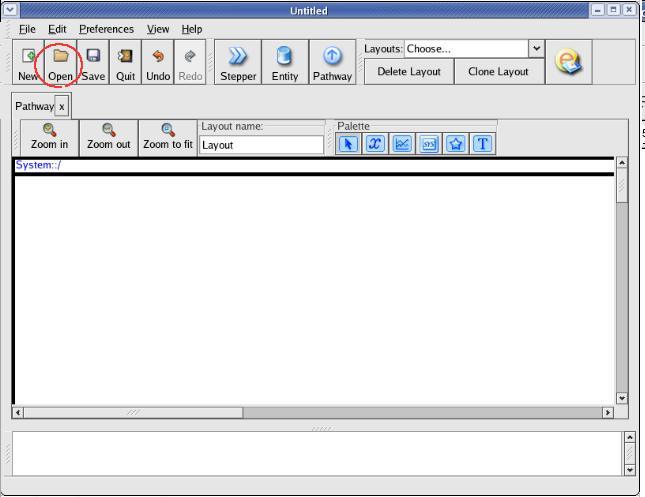 Untitled
File Edit Preferences View Help
Layouts: Choose...
New Open Save Quit Undo Redo Stepper Entity Pathway
Delete Layout Clone Layout
Pathway x
Layout name: Palette
Zoom in Zoom out Zoom to fit Layout SYS T
System::/